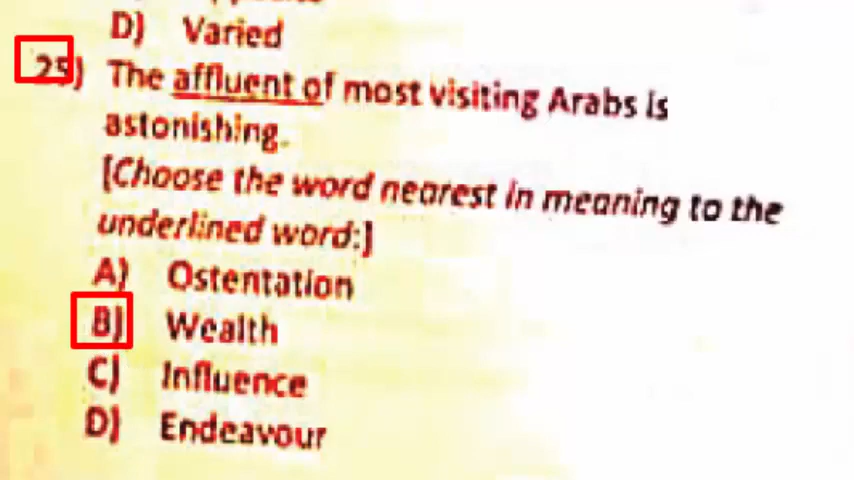 D) Varied
25) The affluent of most visiting Arabs is
astonishing.
[Choose the word nearest in meaning to the
underlined word:]
A) Ostentation
B) Wealth
C) Influence
D) Endeavour